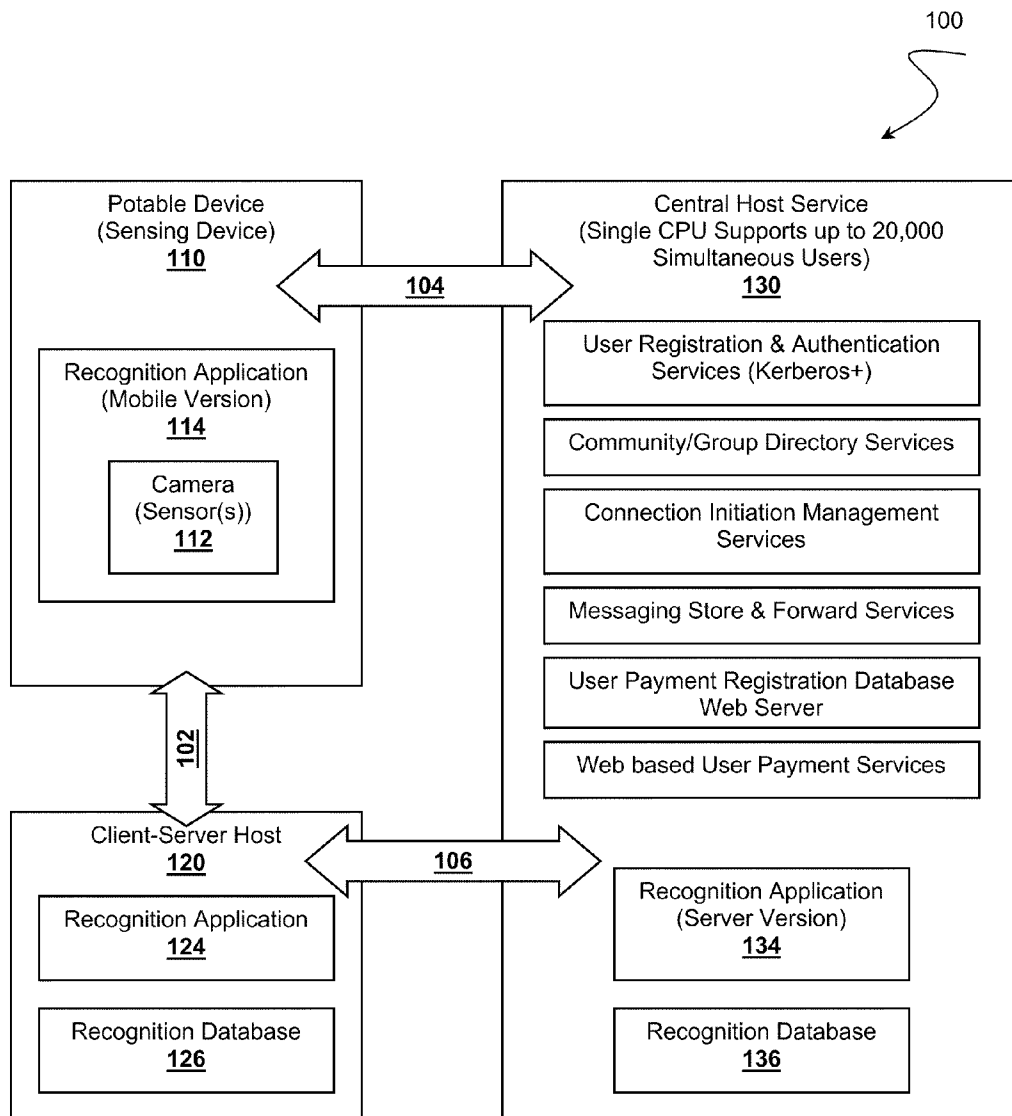 100
Potable Device
(Sensing Device)
110
Recognition Application
(Mobile Version)
114
Camera
(Sensor(s))
112
104
Central Host Service
(Single CPU Supports up to 20,000
Simultaneous Users)
130
User Registration & Authentication
Services (Kerberos+)
Community/Group Directory Services
Connection Initiation Management
Services
Messaging Store & Forward Services
User Payment Registration Database
Web Server
Web based User Payment Services
102
Client-Server Host
120
106
Recognition Application
124
Recognition Database
126
Recognition Application
(Server Version)
134
Recognition Database
136